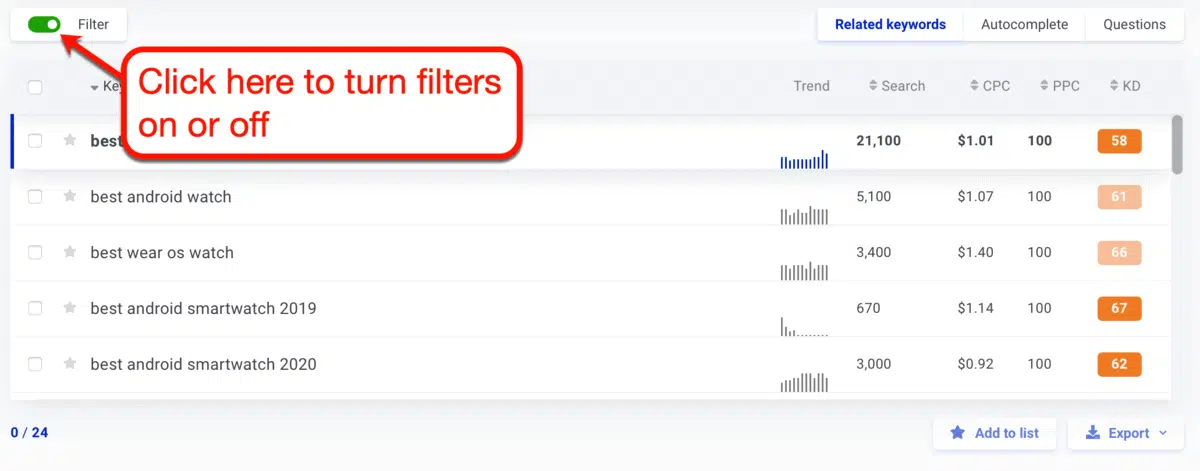 Filter
Related keywords Autocomplete Questions
Click here to turn filters
on or off
Trend Search CPC PPC KD
best 21,100 $1.01 100 58
best android watch 5,100 $1.07 100 61
best wear os watch 3,400 $1.40 100 66
best android smartwatch 2019 670 $1.14 100 67
best android smartwatch 2020 3,000 $0.92 100 62
0 / 24 Add to list Export